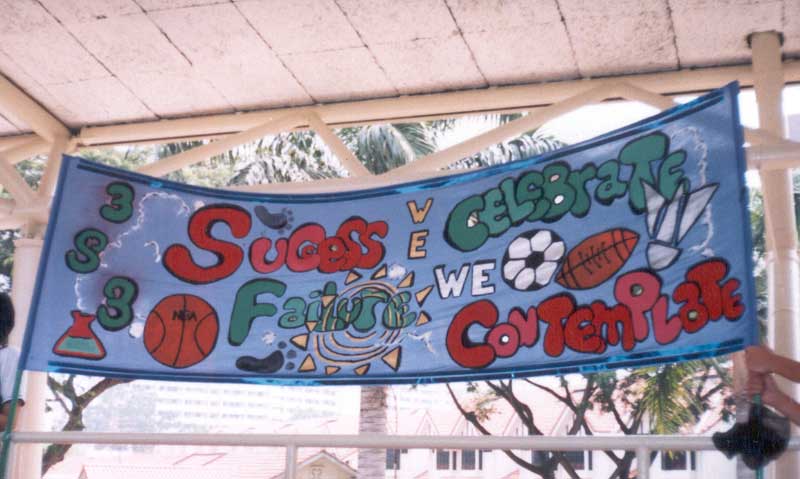 3
S
3
SUCESS WE CELEBRaTE
FaiLuRE WE CONTEMPLaTE
NBA